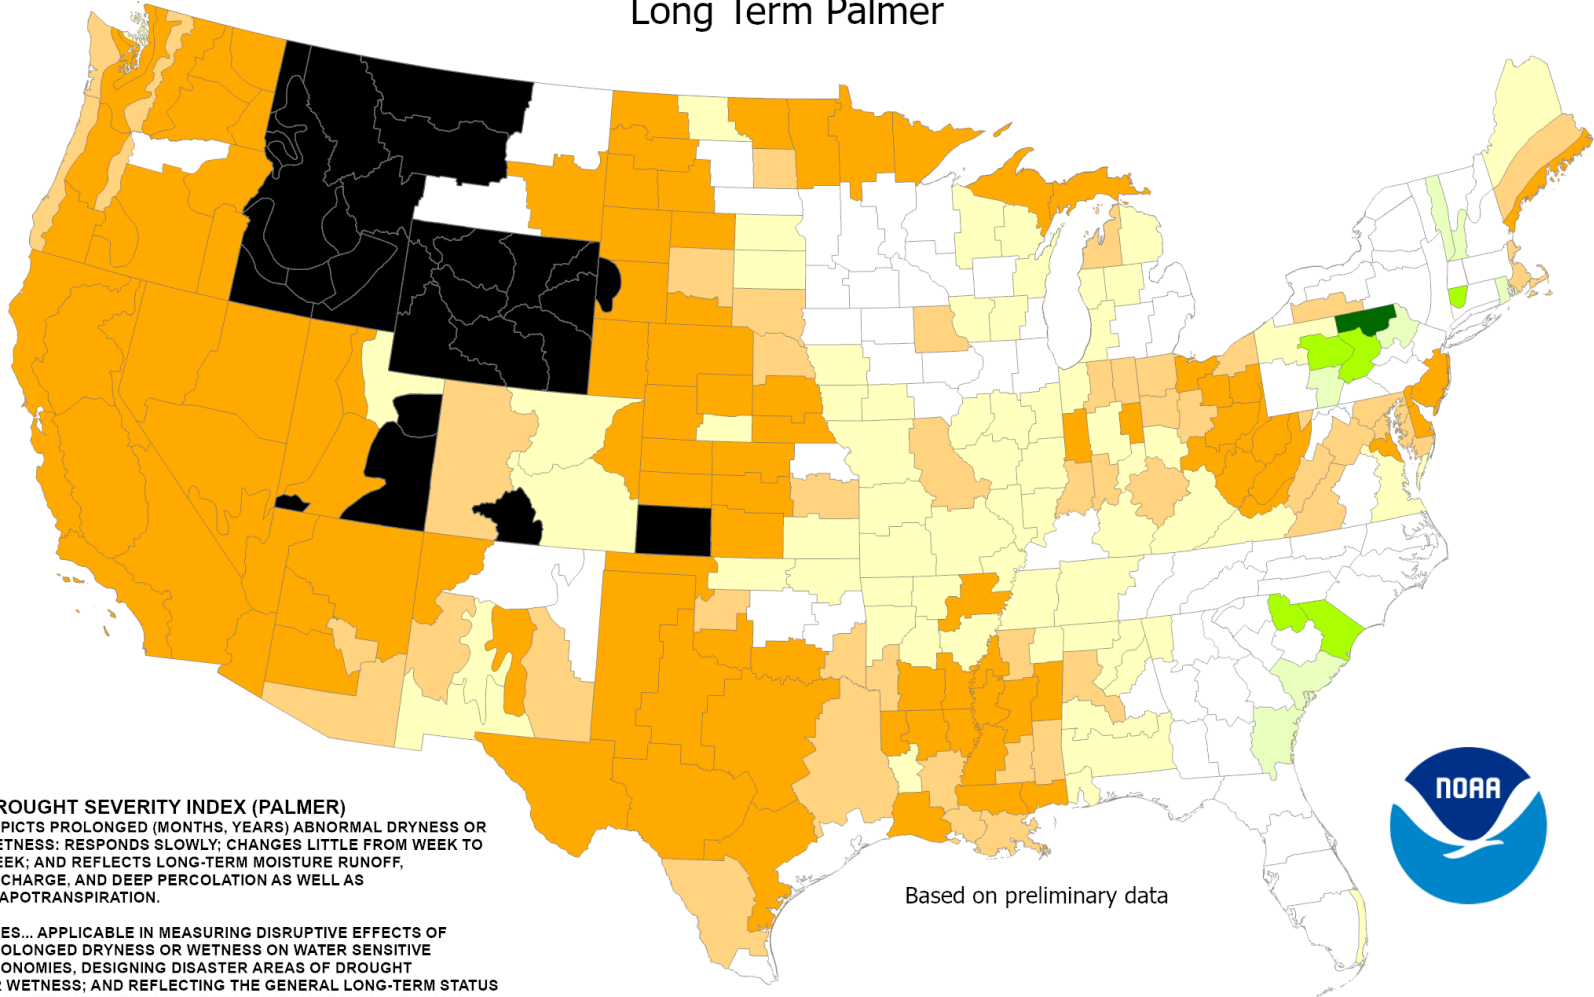 Long Term Palmer
NOAA
ROUGHT SEVERITY INDEX (PALMER)
PICTS PROLONGED (MONTHS, YEARS) ABNORMAL DRYNESS OR
ETNESS: RESPONDS SLOWLY; CHANGES LITTLE FROM WEEK TO
EEK; AND REFLECTS LONG-TERM MOISTURE RUNOFF,
CHARGE, AND DEEP PERCOLATION AS WELL AS
APOTRANSPIRATION.
Based on preliminary data
ES... APPLICABLE IN MEASURING DISRUPTIVE EFFECTS OF
OLONGED DRYNESS OR WETNESS ON WATER SENSITIVE
ONOMIES, DESIGNING DISASTER AREAS OF DROUGHT
R WETNESS; AND REFLECTING THE GENERAL LONG-TERM STATUS